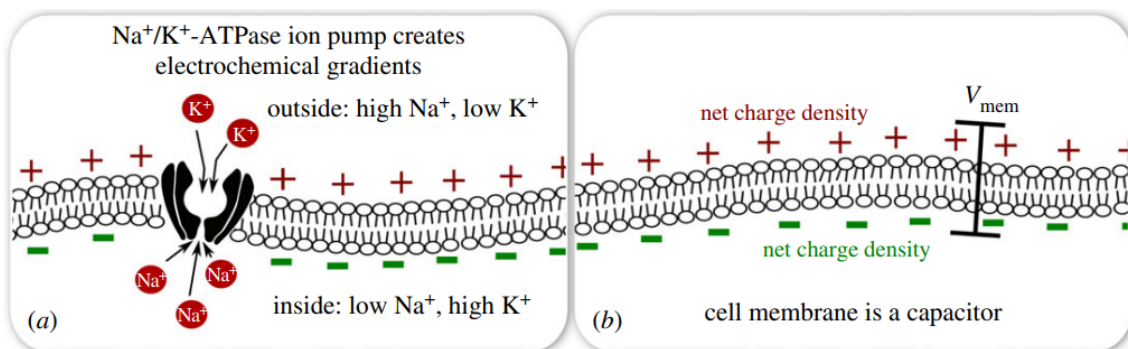 Na⁺/K⁺-ATPase ion pump creates
electrochemical gradients
K⁺
K⁺
outside: high Na⁺, low K⁺
Na⁺
Na⁺
Na⁺
inside: low Na⁺, high K⁺
(a)
V_mem
net charge density
net charge density
cell membrane is a capacitor
(b)